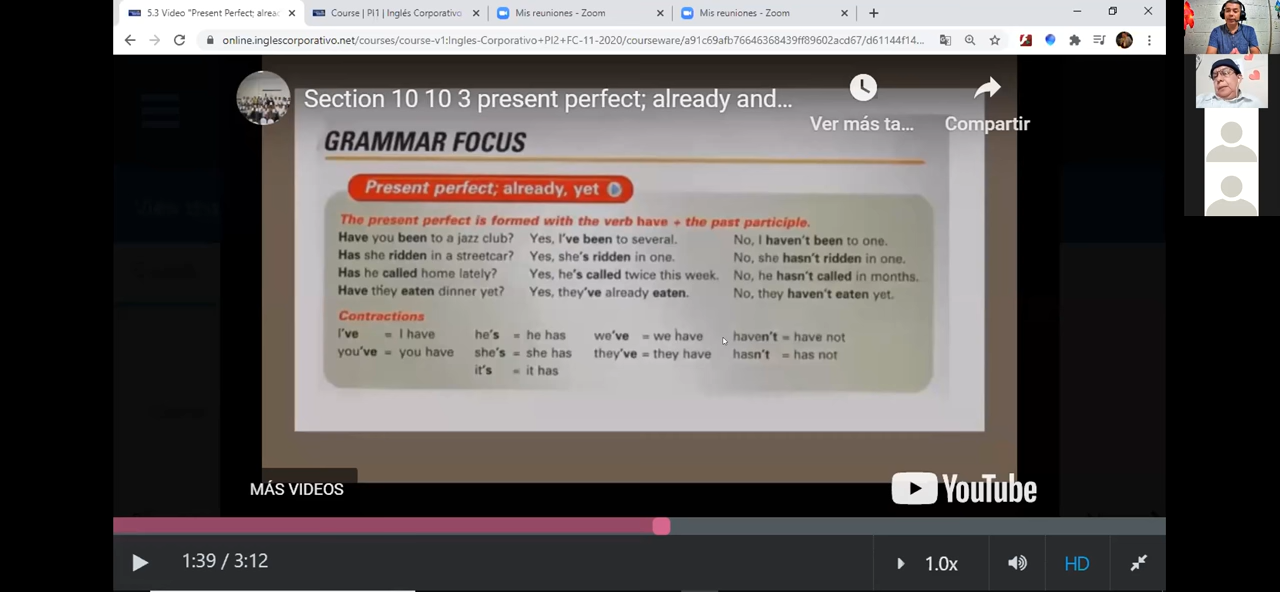 5.3 Video "Present Perfect; alread
Course | PI1 | Inglés Corporativo
Mis reuniones - Zoom
Mis reuniones - Zoom
online.inglescorporativo.net/courses/course-v1:Ingles-Corporativo+PI2+FC-11-2020/courseware/a91c69afb76646368439ff89602acd67/d61144f14...
Section 10 10 3 present perfect; already and...
Ver más ta...
Compartir
GRAMMAR FOCUS
Present perfect; already, yet
The present perfect is formed with the verb have + the past participle.
Have you been to a jazz club? Yes, I've been to several. No, I haven't been to one.
Has she ridden in a streetcar? Yes, she's ridden in one. No, she hasn't ridden in one.
Has he called home lately? Yes, he's called twice this week. No, he hasn't called in months.
Have they eaten dinner yet? Yes, they've already eaten. No, they haven't eaten yet.
Contractions
I've = I have he's = he has we've = we have haven't = have not
you've = you have she's = she has they've = they have hasn't = has not
it's = it has
MÁS VIDEOS
YouTube
1:39 / 3:12
1.0x
HD